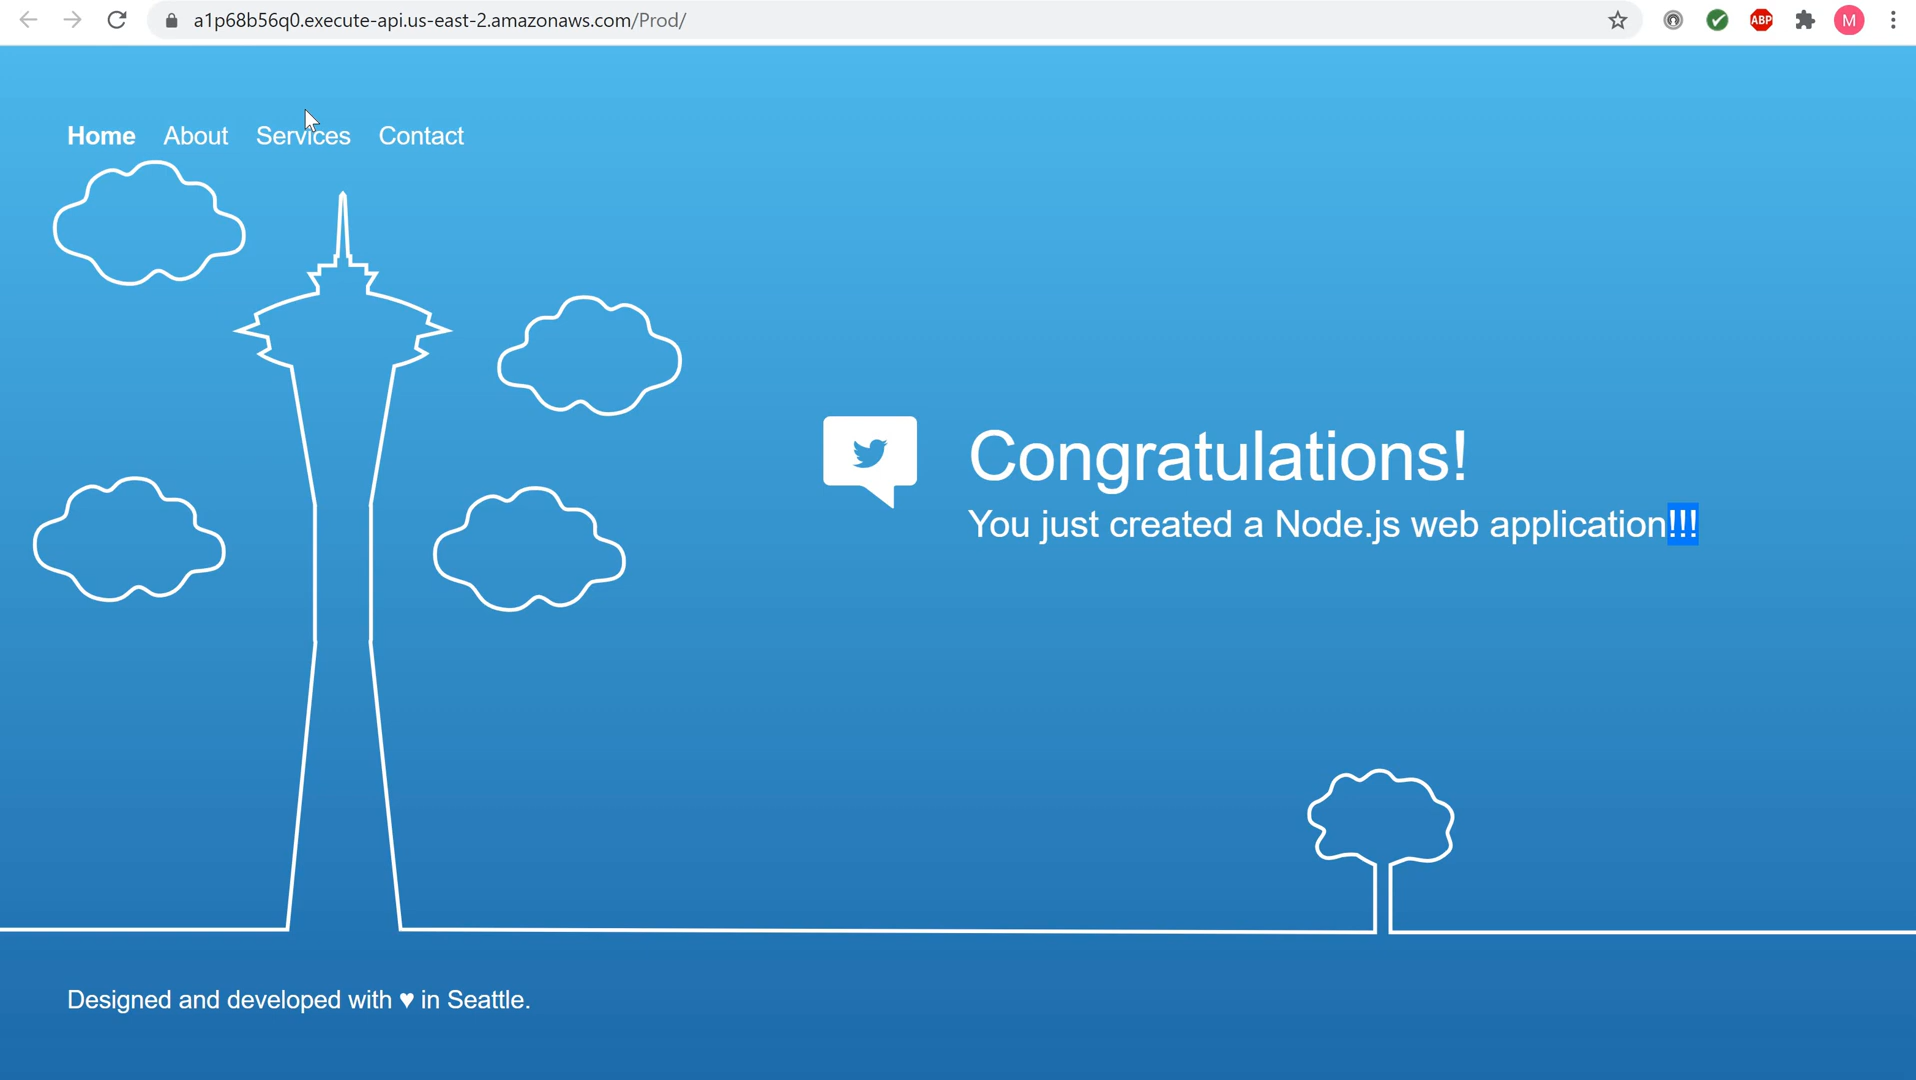 a1p68b56q0.execute-api.us-east-2.amazonaws.com/Prod/
ABP
M
Home About Services Contact
Congratulations!
You just created a Node.js web application!!!
Designed and developed with ♥ in Seattle.